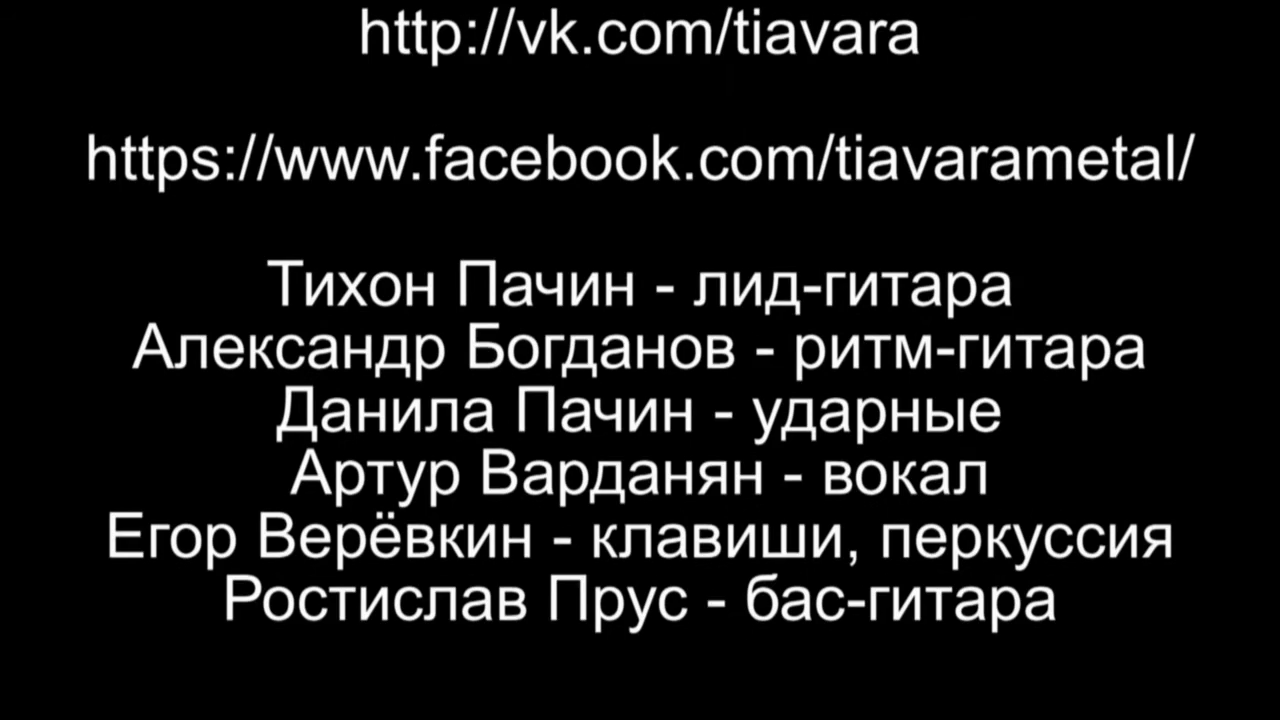 http://vk.com/tiavara
https://www.facebook.com/tiavarametal/
Тихон Пачин - лид-гитара
Александр Богданов - ритм-гитара
Данила Пачин - ударные
Артур Варданян - вокал
Егор Верёвкин - клавиши, перкуссия
Ростислав Прус - бас-гитара